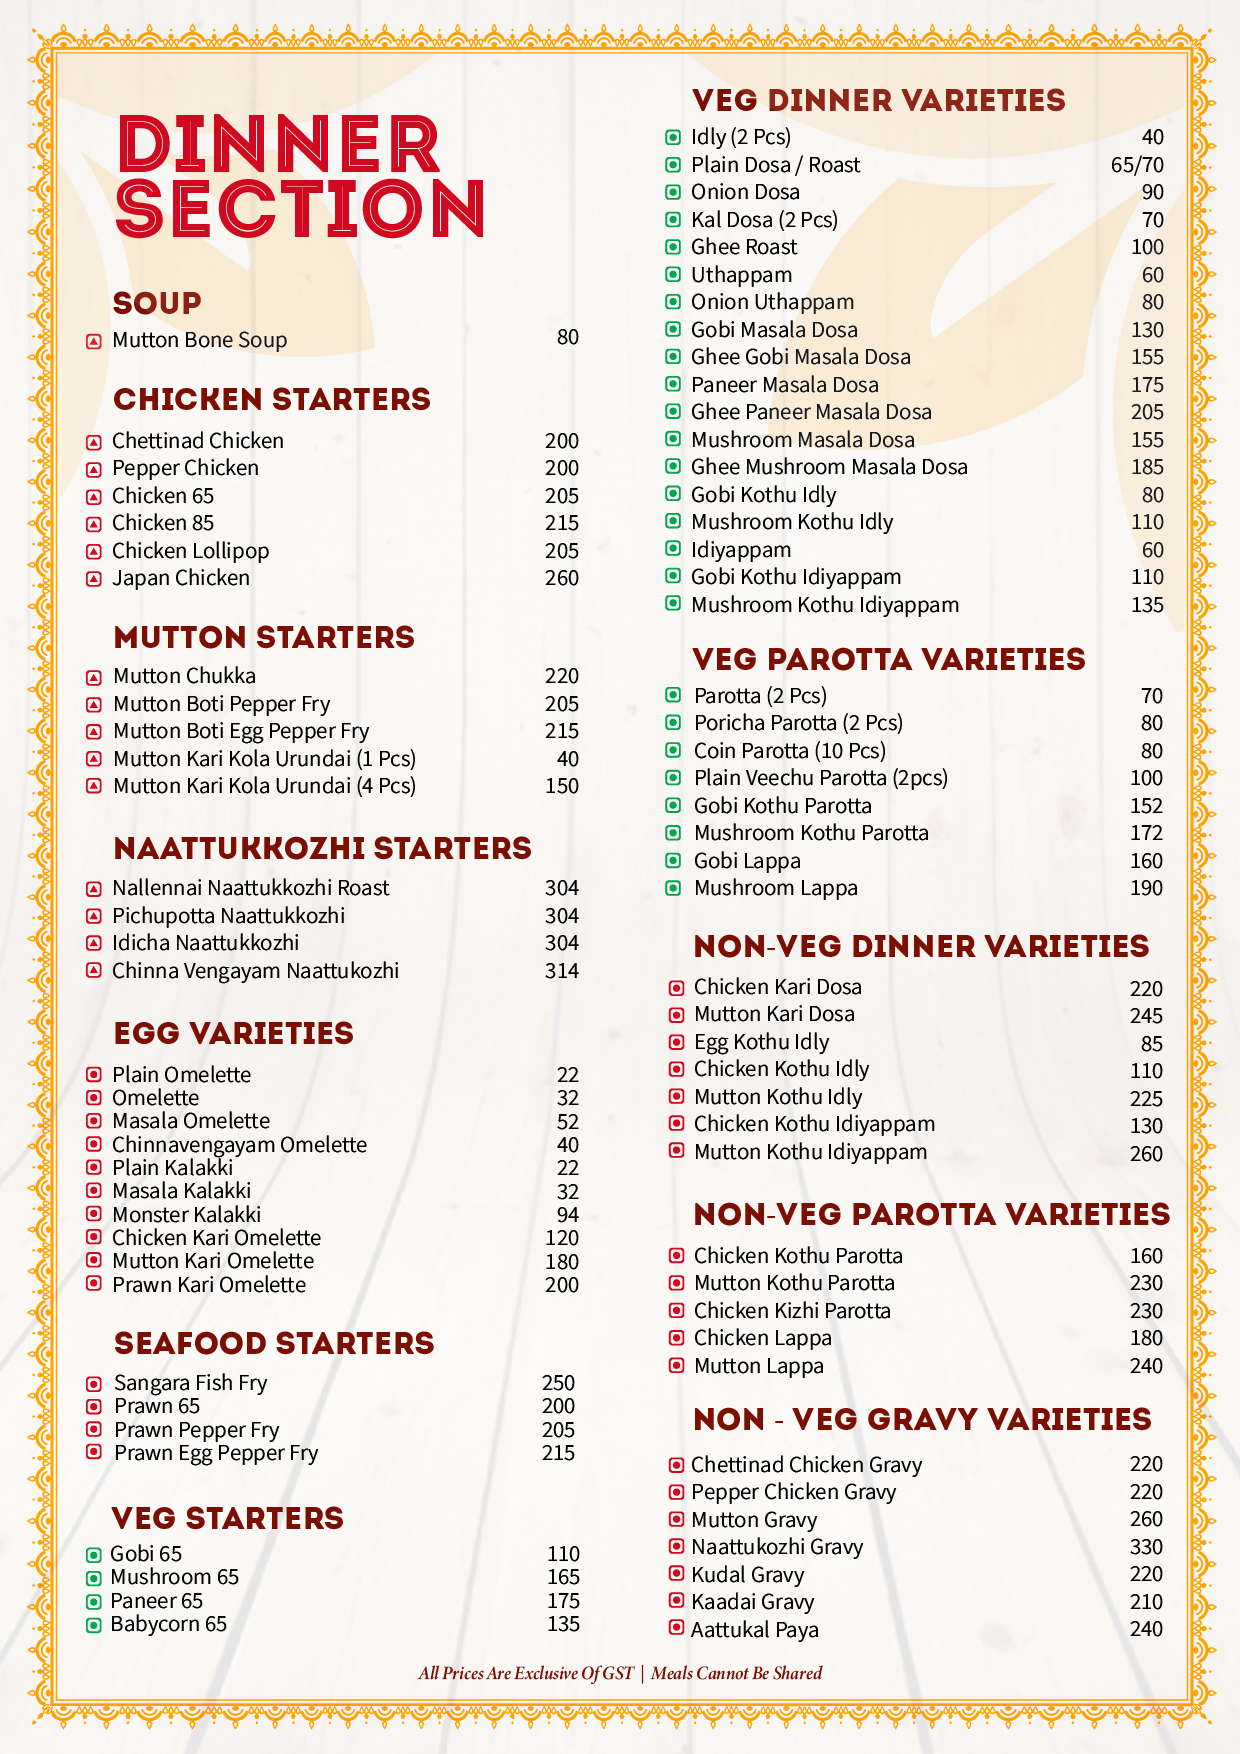 DINNER
SECTION
SOUP
Mutton Bone Soup 80
CHICKEN STARTERS
Chettinad Chicken 200
Pepper Chicken 200
Chicken 65 205
Chicken 85 215
Chicken Lollipop 205
Japan Chicken 260
MUTTON STARTERS
Mutton Chukka 220
Mutton Boti Pepper Fry 205
Mutton Boti Egg Pepper Fry 215
Mutton Kari Kola Urundai (1 Pcs) 40
Mutton Kari Kola Urundai (4 Pcs) 150
NAATTUKKOZHI STARTERS
Nallennai Naattukkozhi Roast 304
Pichupotta Naattukkozhi 304
Idicha Naattukkozhi 304
Chinna Vengayam Naattukozhi 314
EGG VARIETIES
Plain Omelette 22
Omelette 32
Masala Omelette 52
Chinnavengayam Omelette 40
Plain Kalakki 22
Masala Kalakki 32
Monster Kalakki 94
Chicken Kari Omelette 120
Mutton Kari Omelette 180
Prawn Kari Omelette 200
SEAFOOD STARTERS
Sangara Fish Fry 250
Prawn 65 200
Prawn Pepper Fry 205
Prawn Egg Pepper Fry 215
VEG STARTERS
Gobi 65 110
Mushroom 65 165
Paneer 65 175
Babycorn 65 135
VEG DINNER VARIETIES
Idly (2 Pcs) 40
Plain Dosa / Roast 65/70
Onion Dosa 90
Kal Dosa (2 Pcs) 70
Ghee Roast 100
Uthappam 60
Onion Uthappam 80
Gobi Masala Dosa 130
Ghee Gobi Masala Dosa 155
Paneer Masala Dosa 175
Ghee Paneer Masala Dosa 205
Mushroom Masala Dosa 155
Ghee Mushroom Masala Dosa 185
Gobi Kothu Idly 80
Mushroom Kothu Idly 110
Idiyappam 60
Gobi Kothu Idiyappam 110
Mushroom Kothu Idiyappam 135
VEG PAROTTA VARIETIES
Parotta (2 Pcs) 70
Poricha Parotta (2 Pcs) 80
Coin Parotta (10 Pcs) 80
Plain Veechu Parotta (2pcs) 100
Gobi Kothu Parotta 152
Mushroom Kothu Parotta 172
Gobi Lappa 160
Mushroom Lappa 190
NON-VEG DINNER VARIETIES
Chicken Kari Dosa 220
Mutton Kari Dosa 245
Egg Kothu Idly 85
Chicken Kothu Idly 110
Mutton Kothu Idly 225
Chicken Kothu Idiyappam 130
Mutton Kothu Idiyappam 260
NON-VEG PAROTTA VARIETIES
Chicken Kothu Parotta 160
Mutton Kothu Parotta 230
Chicken Kizhi Parotta 230
Chicken Lappa 180
Mutton Lappa 240
NON - VEG GRAVY VARIETIES
Chettinad Chicken Gravy 220
Pepper Chicken Gravy 220
Mutton Gravy 260
Naattukozhi Gravy 330
Kudal Gravy 220
Kaadai Gravy 210
Aattukal Paya 240
All Prices Are Exclusive Of GST | Meals Cannot Be Shared